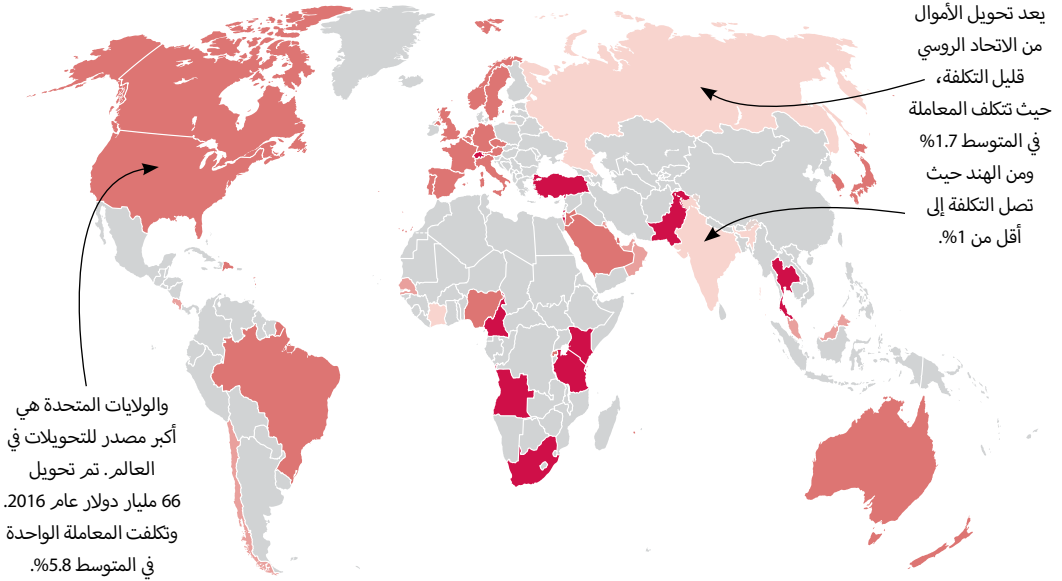 يعد تحويل الأموال
من الاتحاد الروسي
قليل التكلفة،
حيث تتكلف المعاملة
في المتوسط 1.7%
ومن الهند حيث
تصل التكلفة إلى
أقل من 1%.
والولايات المتحدة هي
أكبر مصدر للتحويلات في
العالم. تم تحويل
66 مليار دولار عام 2016.
وتكلفت المعاملة الواحدة
في المتوسط 5.8%.